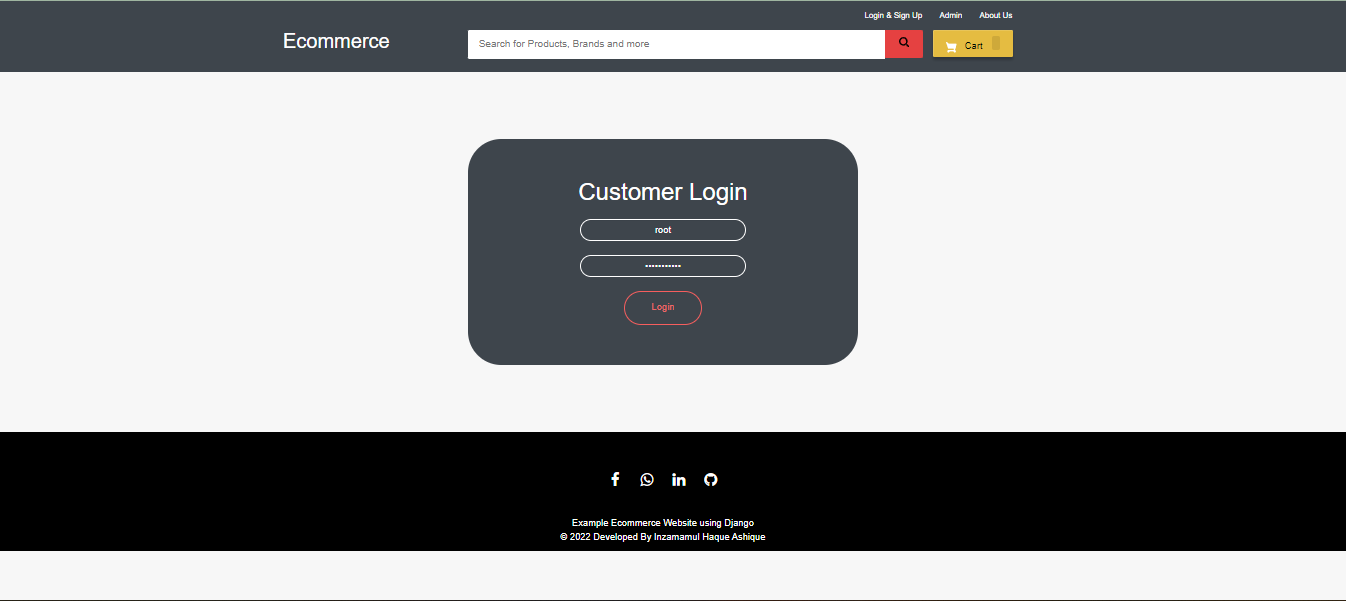 Login & Sign Up Admin About Us
Ecommerce
Search for Products, Brands and more
Cart
Customer Login
root
•••••••••••
Login
Example Ecommerce Website using Django
© 2022 Developed By Inzamamul Haque Ashique